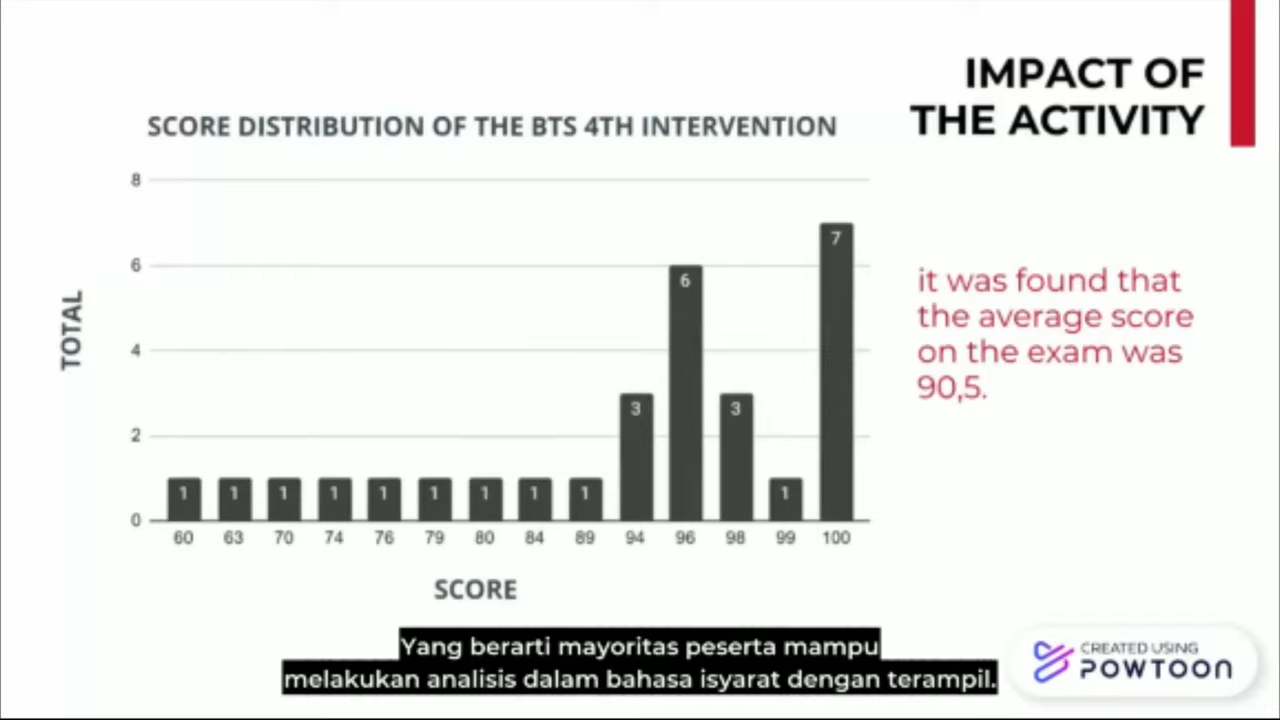 IMPACT OF
THE ACTIVITY
SCORE DISTRIBUTION OF THE BTS 4TH INTERVENTION
TOTAL
8
6
4
2
0
1
1
1
1
1
1
1
1
1
3
6
3
1
7
60 63 70 74 76 79 80 84 89 94 96 98 99 100
SCORE
it was found that
the average score
on the exam was
90,5.
Yang berarti mayoritas peserta mampu
melakukan analisis dalam bahasa isyarat dengan terampil.
CREATED USING
POWTOON